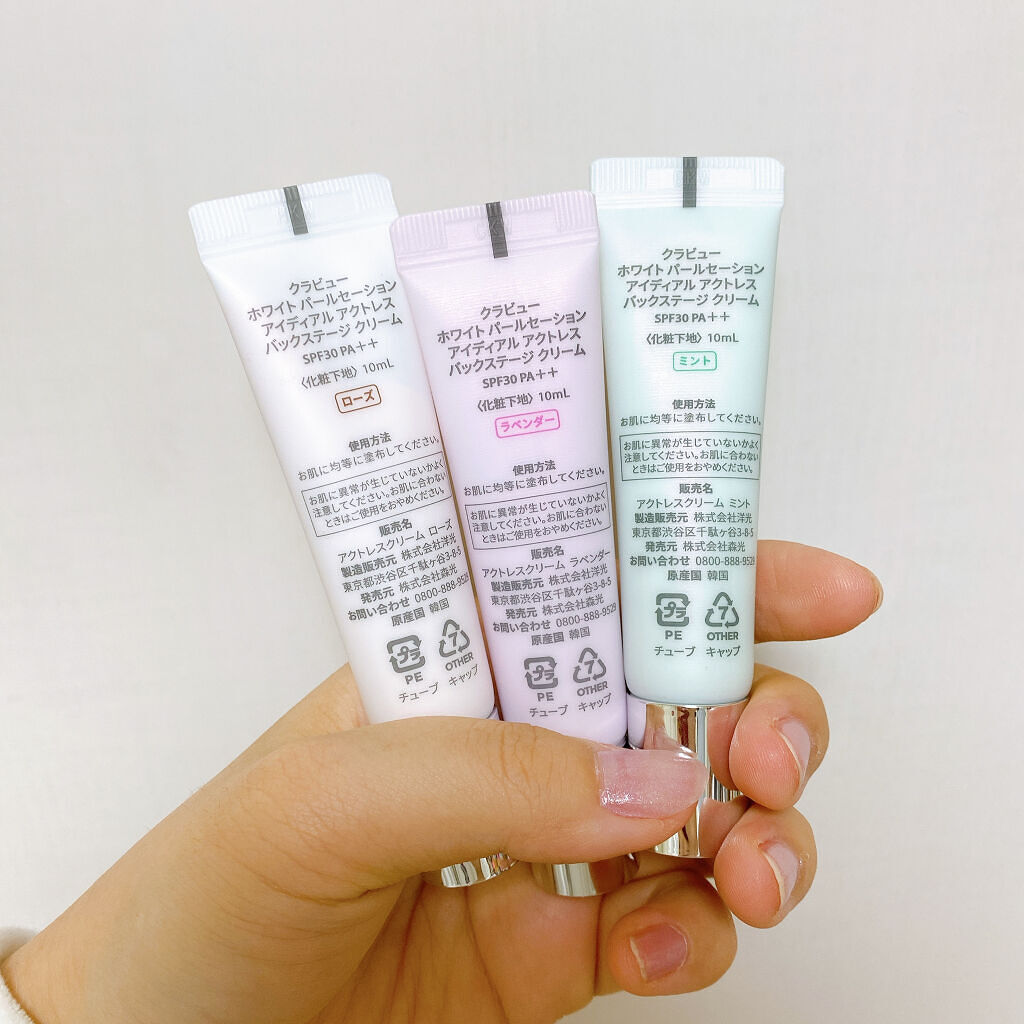 クラビュー
ホワイト パールセーション
アイディアル アクトレス
バックステージ クリーム
SPF30 PA++
〈化粧下地〉 10mL
ローズ
使用方法
お肌に均等に塗布してください。
お肌に異常が生じていないかよく
注意してください。お肌に合わない
ときはご使用をおやめください。
販売名
アクトレスクリーム ローズ
製造販売元 株式会社洋光
東京都渋谷区千駄ヶ谷3-8-5
発売元 株式会社森光
お問い合わせ 0800-888-9529
原産国 韓国
プラ
PE
チューブ
7
OTHER
キャップ
クラビュー
ホワイト パールセーション
アイディアル アクトレス
バックステージ クリーム
SPF30 PA++
〈化粧下地〉 10mL
ラベンダー
使用方法
お肌に均等に塗布してください。
お肌に異常が生じていないかよく
注意してください。お肌に合わない
ときはご使用をおやめください。
販売名
アクトレスクリーム ラベンダー
製造販売元 株式会社洋光
東京都渋谷区千駄ヶ谷3-8-5
発売元 株式会社森光
お問い合わせ 0800-888-9529
原産国 韓国
プラ
PE
チューブ
7
OTHER
キャップ
クラビュー
ホワイト パールセーション
アイディアル アクトレス
バックステージ クリーム
SPF30 PA++
〈化粧下地〉 10mL
ミント
使用方法
お肌に均等に塗布してください。
お肌に異常が生じていないかよく
注意してください。お肌に合わない
ときはご使用をおやめください。
販売名
アクトレスクリーム ミント
製造販売元 株式会社洋光
東京都渋谷区千駄ヶ谷3-8-5
発売元 株式会社森光
お問い合わせ 0800-888-9529
原産国 韓国
プラ
PE
チューブ
7
OTHER
キャップ